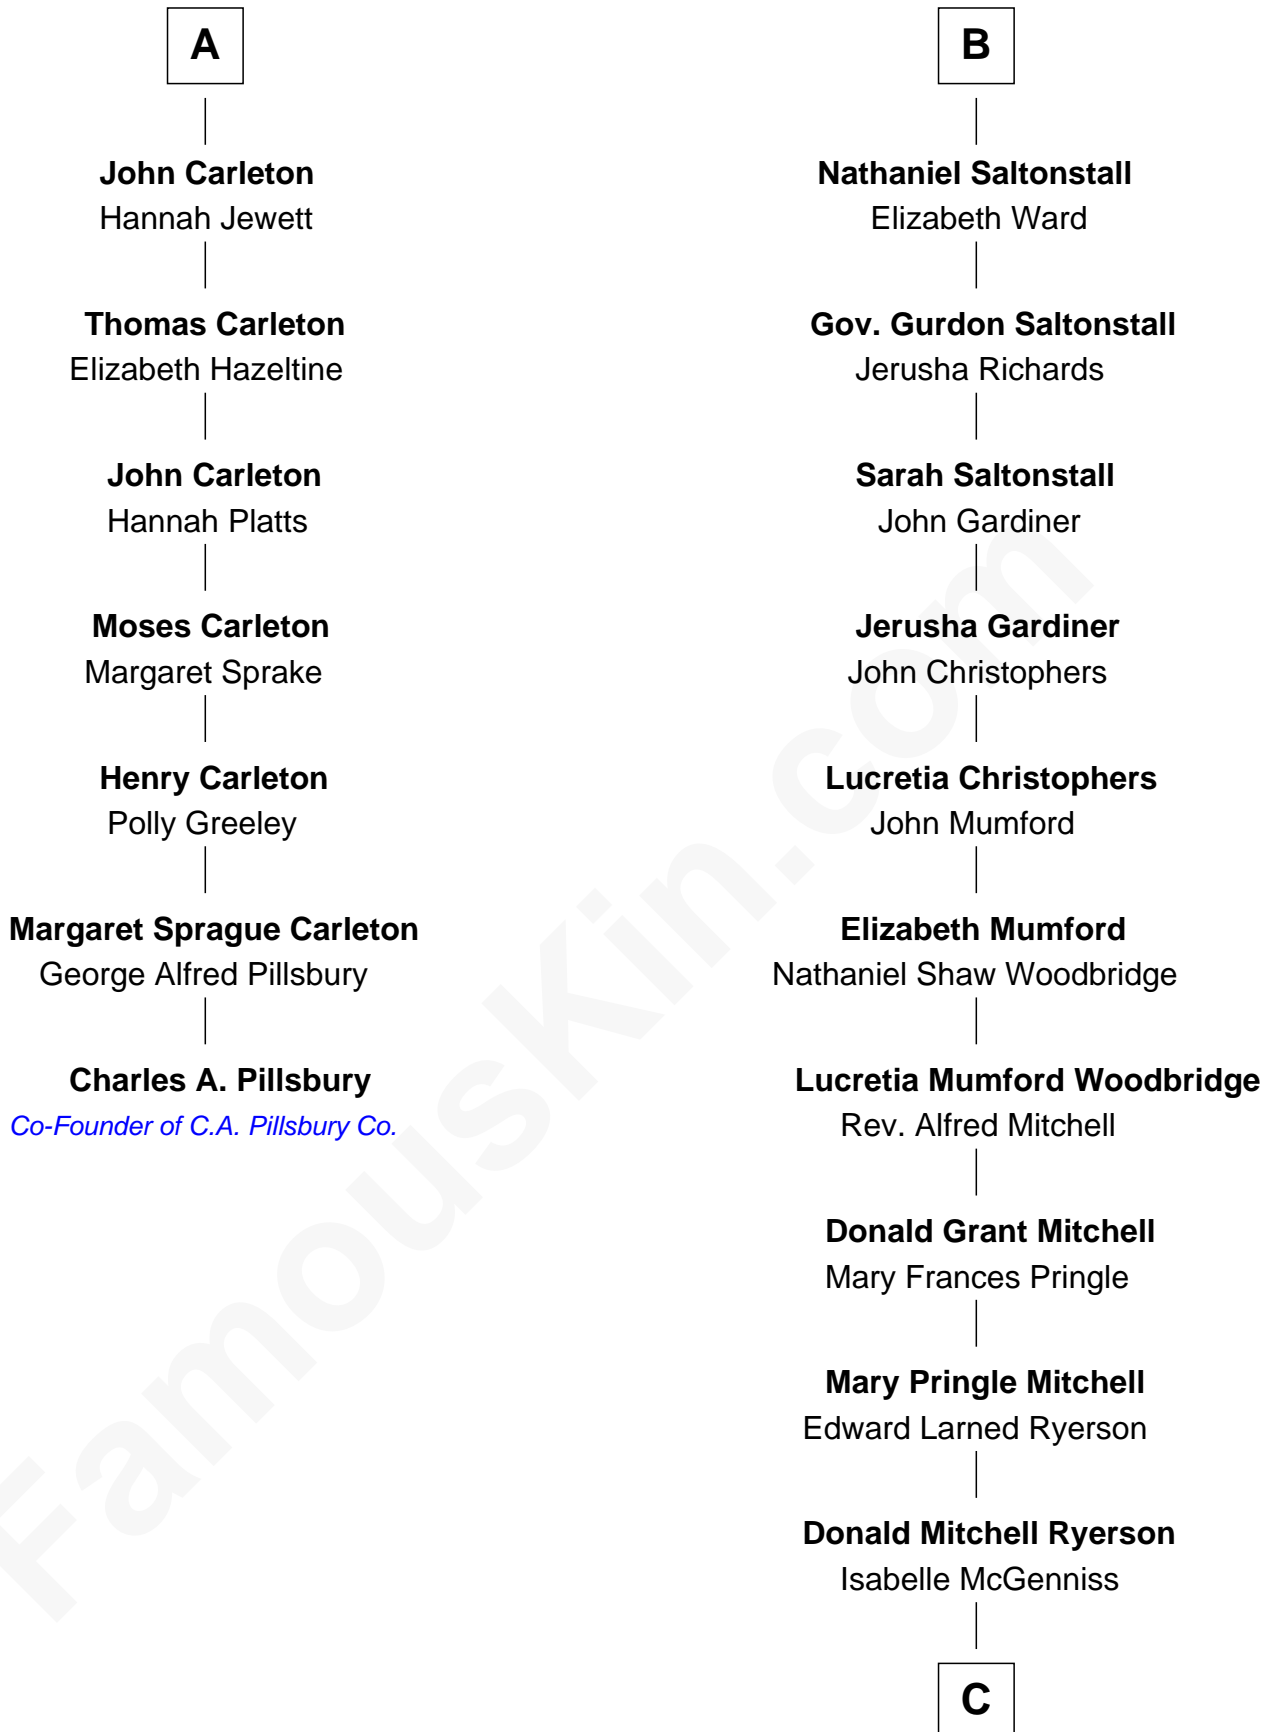 A
John Carleton
Hannah Jewett
Thomas Carleton
Elizabeth Hazeltine
John Carleton
Hannah Platts
Moses Carleton
Margaret Sprake
Henry Carleton
Polly Greeley
Margaret Sprague Carleton
George Alfred Pillsbury
Charles A. Pillsbury
Co-Founder of C.A. Pillsbury Co.
B
Nathaniel Saltonstall
Elizabeth Ward
Gov. Gurdon Saltonstall
Jerusha Richards
Sarah Saltonstall
John Gardiner
Jerusha Gardiner
John Christophers
Lucretia Christophers
John Mumford
Elizabeth Mumford
Nathaniel Shaw Woodbridge
Lucretia Mumford Woodbridge
Rev. Alfred Mitchell
Donald Grant Mitchell
Mary Frances Pringle
Mary Pringle Mitchell
Edward Larned Ryerson
Donald Mitchell Ryerson
Isabelle McGenniss
C
FamousKin.com